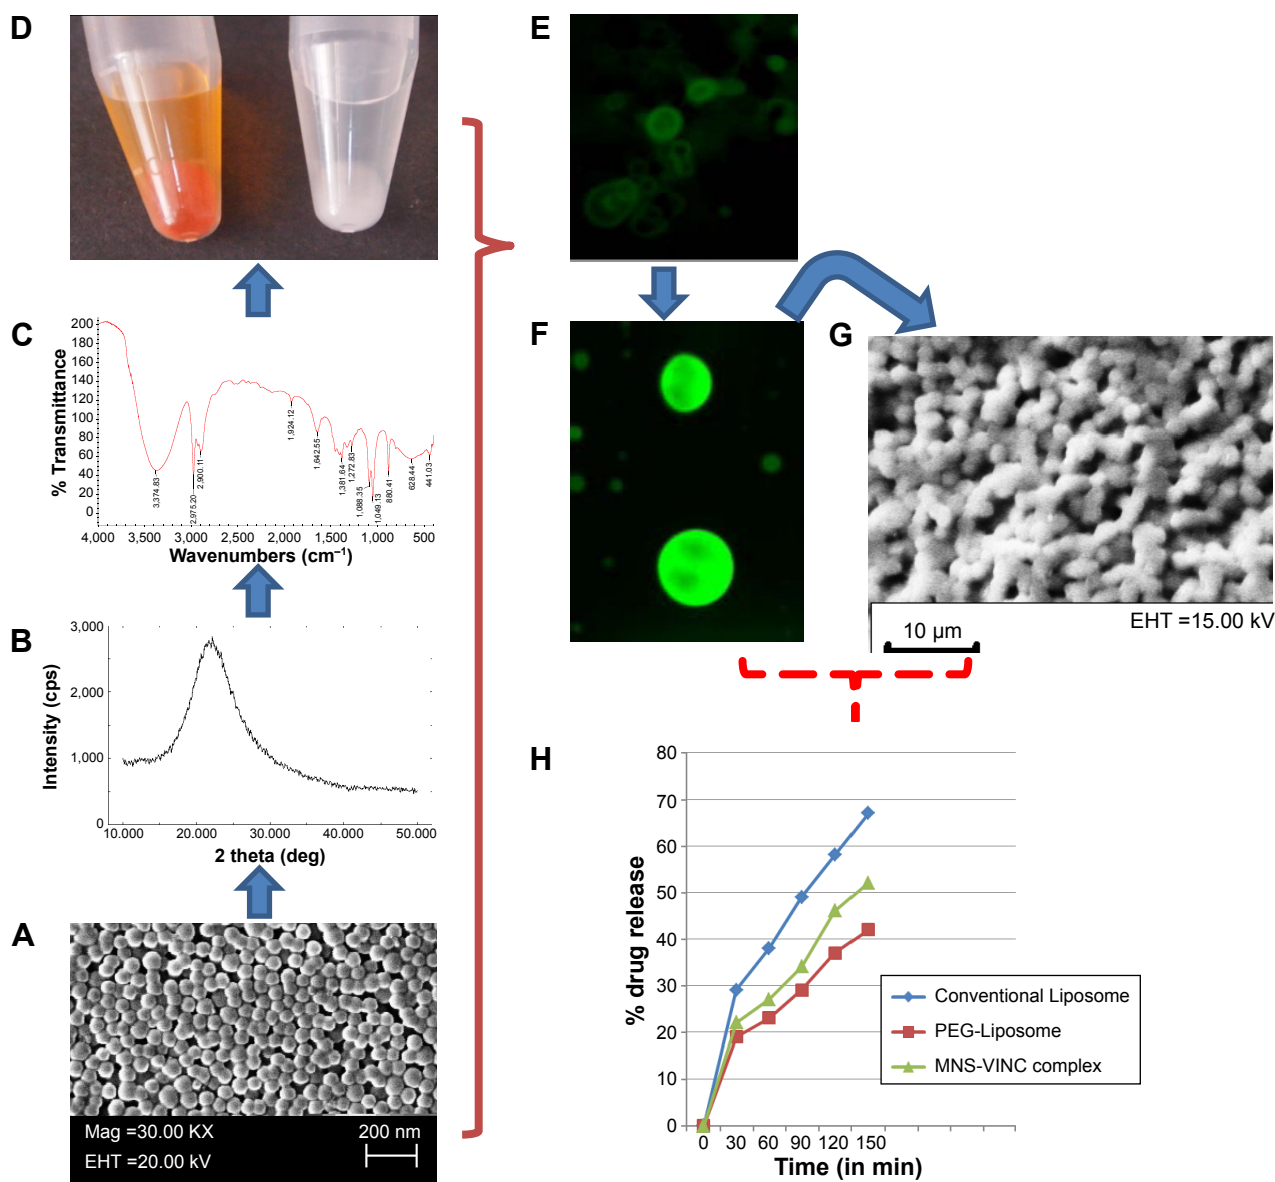 D
E
C
200
180
160
140
120
100
80
60
40
20
0
% Transmittance
3,374.83
2,975.20
2,900.11
1,924.12
1,642.55
1,381.64
1,272.83
1,088.35
1,049.13
880.41
628.44
441.03
4,000
3,500
3,000
2,500
2,000
1,500
1,000
500
Wavenumbers (cm⁻¹)
F
G
EHT =15.00 kV
10 µm
B
3,000
2,000
1,000
0
Intensity (cps)
10.000
20.000
30.000
40.000
50.000
2 theta (deg)
A
Mag =30.00 KX
200 nm
EHT =20.00 kV
H
80
70
60
50
40
30
20
10
0
% drug release
Conventional Liposome
PEG-Liposome
MNS-VINC complex
0
30
60
90
120
150
Time (in min)